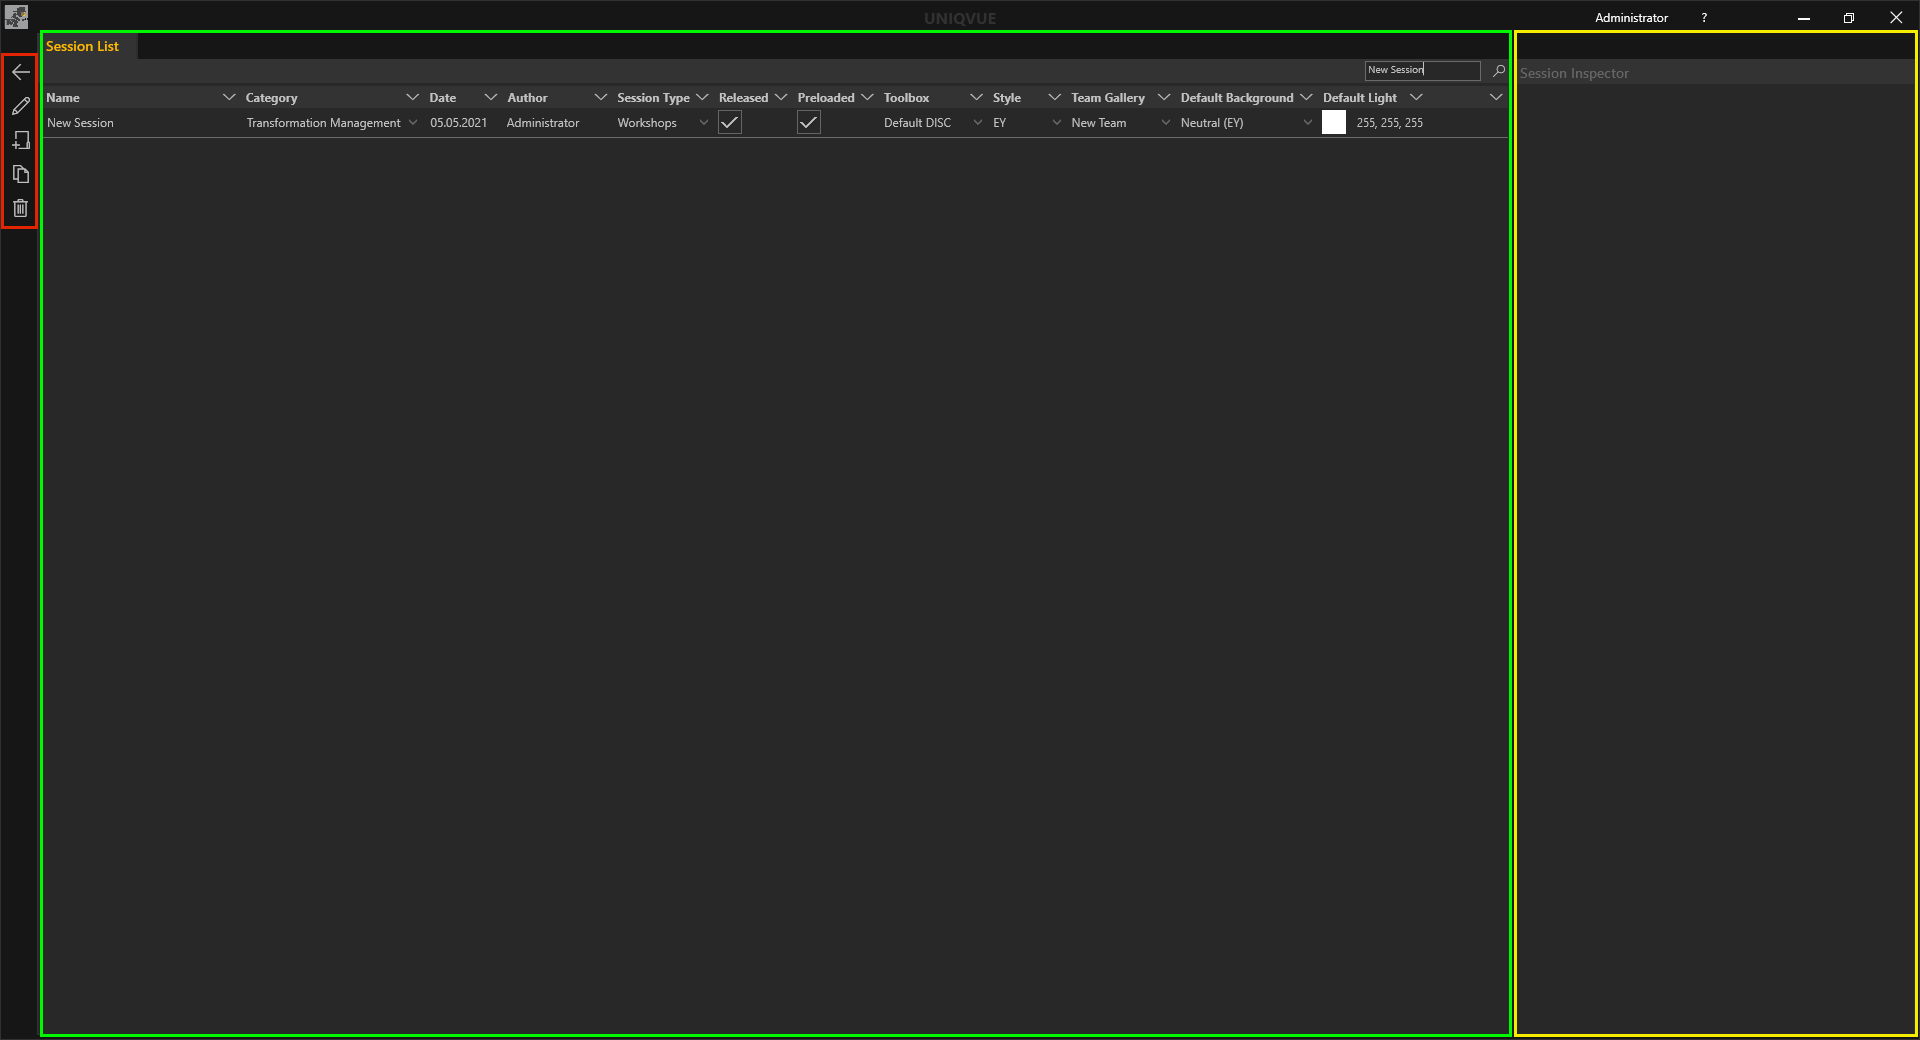 UNIQVUE
Administrator ?
Session List
New Session
Session Inspector
Name Category Date Author Session Type Released Preloaded Toolbox Style Team Gallery Default Background Default Light
New Session Transformation Management 05.05.2021 Administrator Workshops Default DISC EY New Team Neutral (EY) 255, 255, 255